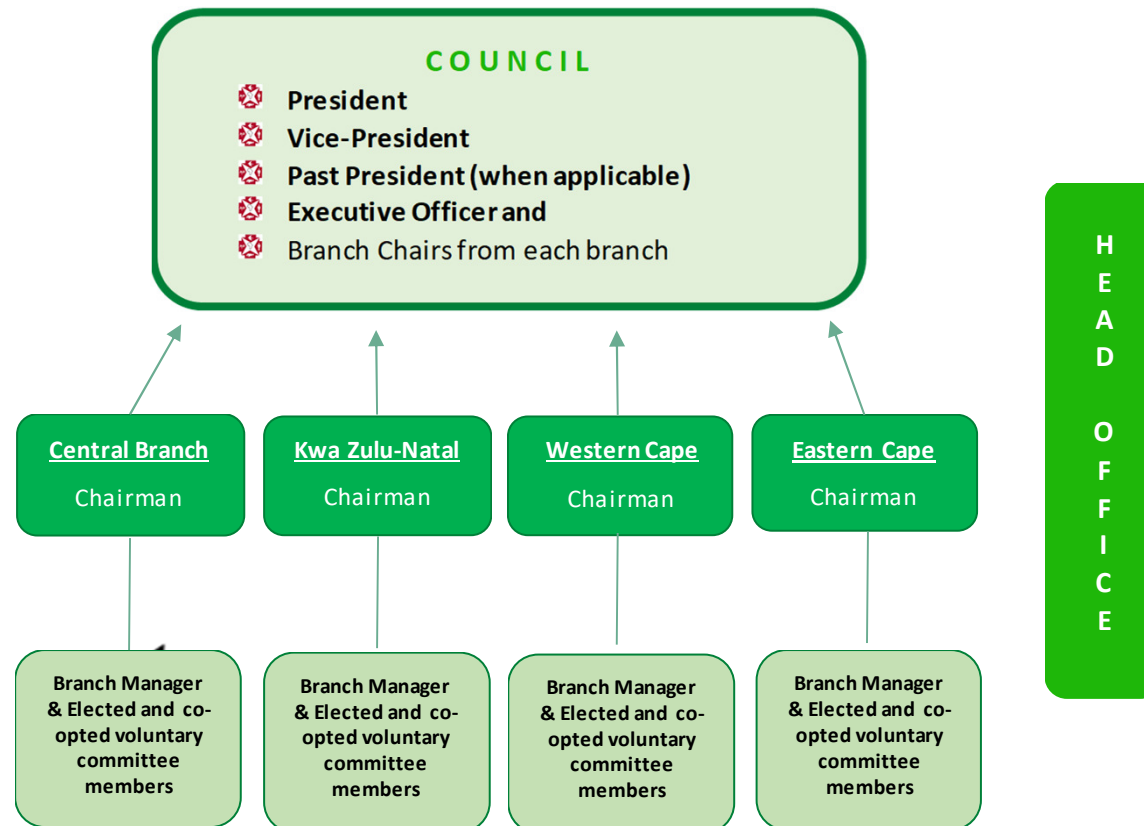 COUNCIL
President
Vice-President
Past President (when applicable)
Executive Officer and
Branch Chairs from each branch
Central Branch
Chairman
Kwa Zulu-Natal
Chairman
Western Cape
Chairman
Eastern Cape
Chairman
Branch Manager
& Elected and co-
opted voluntary
committee
members
Branch Manager
& Elected and co-
opted voluntary
committee
members
Branch Manager
& Elected and co-
opted voluntary
committee
members
Branch Manager
& Elected and co-
opted voluntary
committee
members
HEAD OFFICE